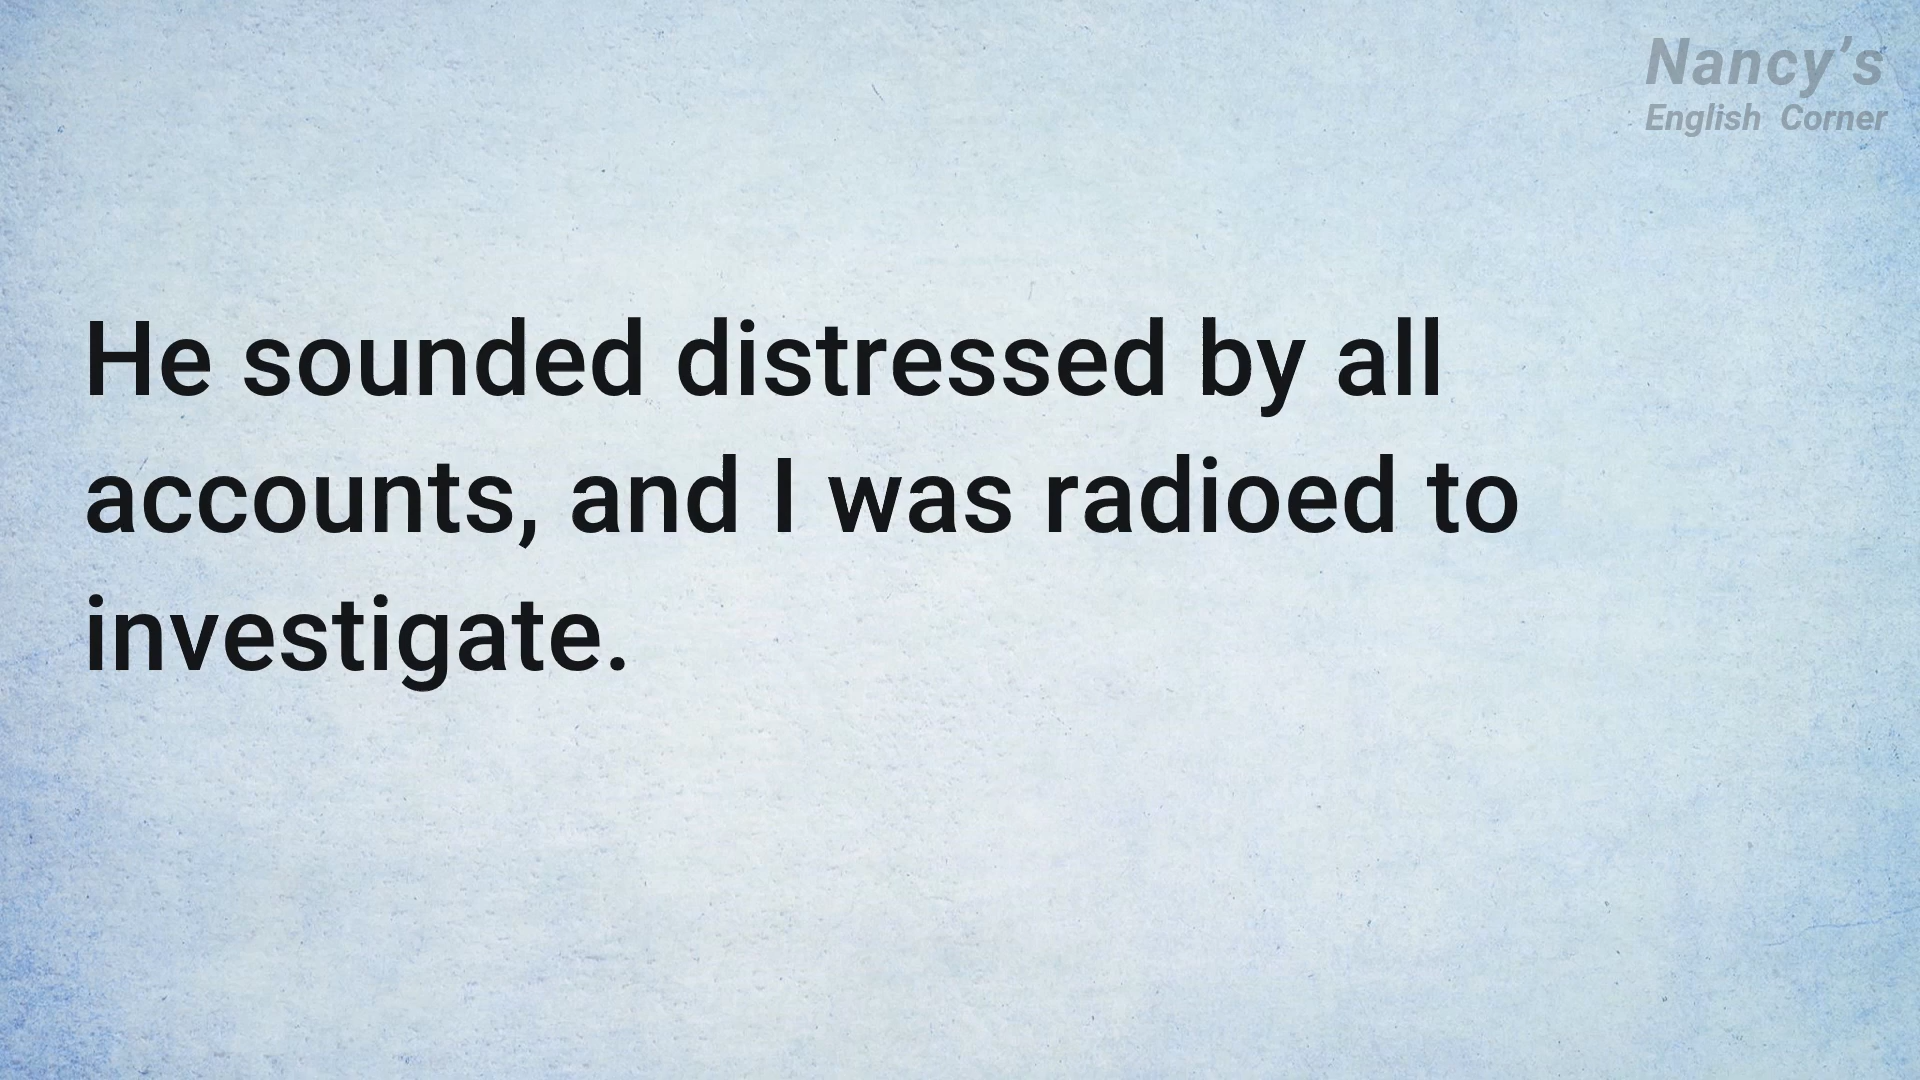 Nancy’s
English Corner
He sounded distressed by all
accounts, and I was radioed to
investigate.